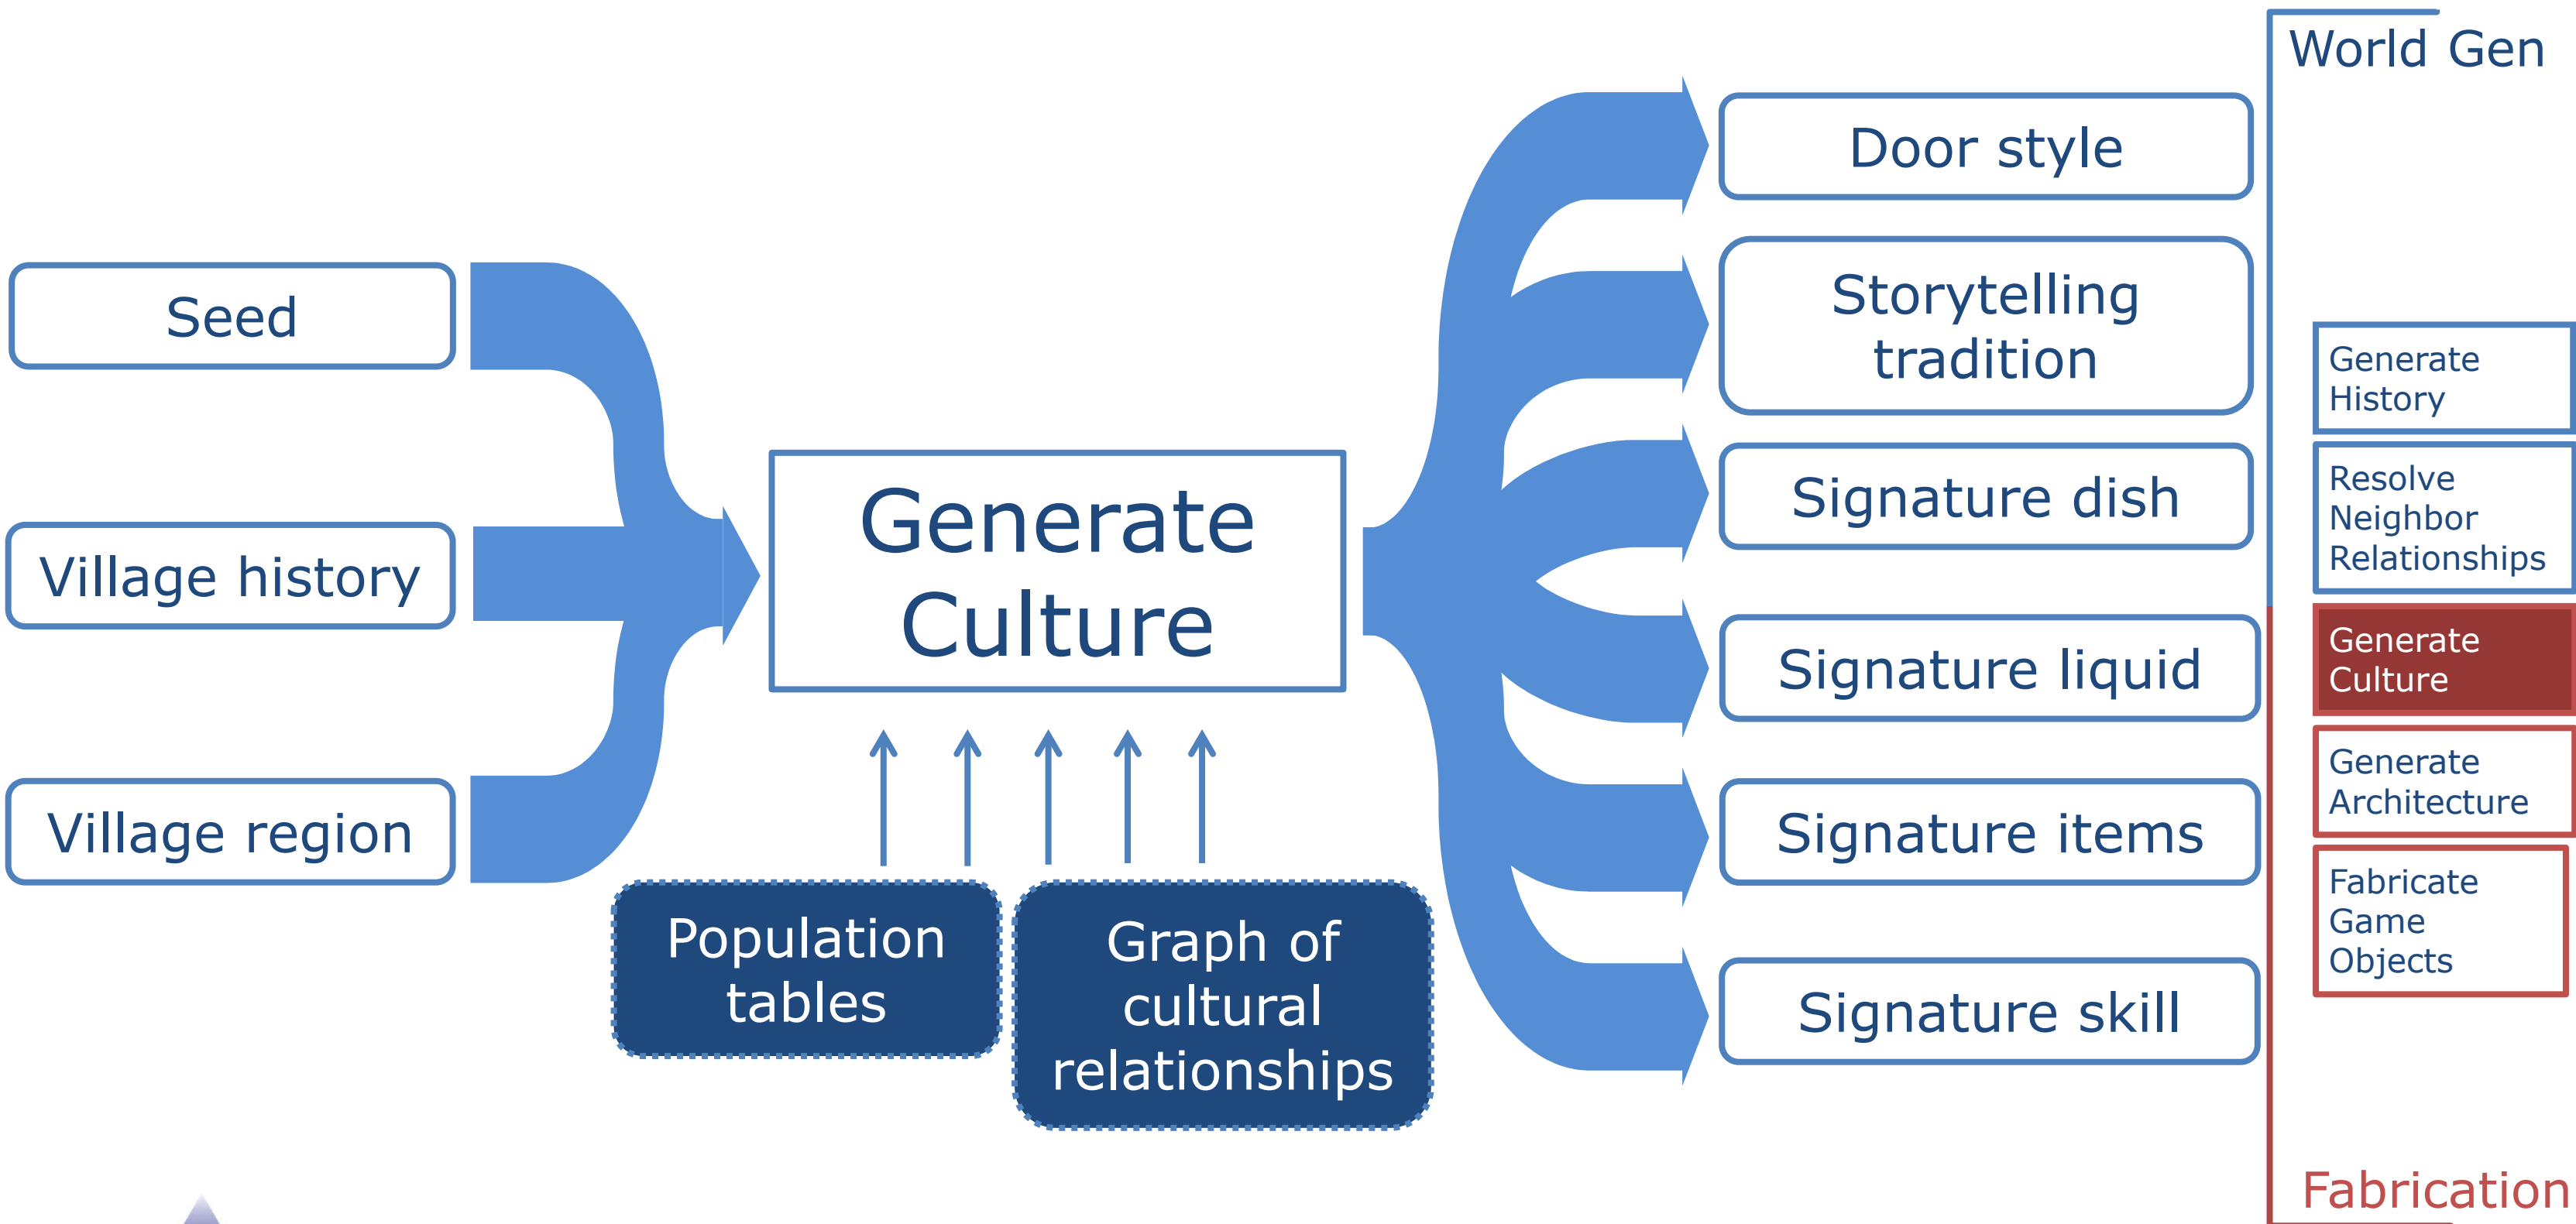 Seed
Village history
Village region
Generate
Culture
Population
tables
Graph of
cultural
relationships
Door style
Storytelling
tradition
Signature dish
Signature liquid
Signature items
Signature skill
World Gen
Generate
History
Resolve
Neighbor
Relationships
Generate
Culture
Generate
Architecture
Fabricate
Game
Objects
Fabrication